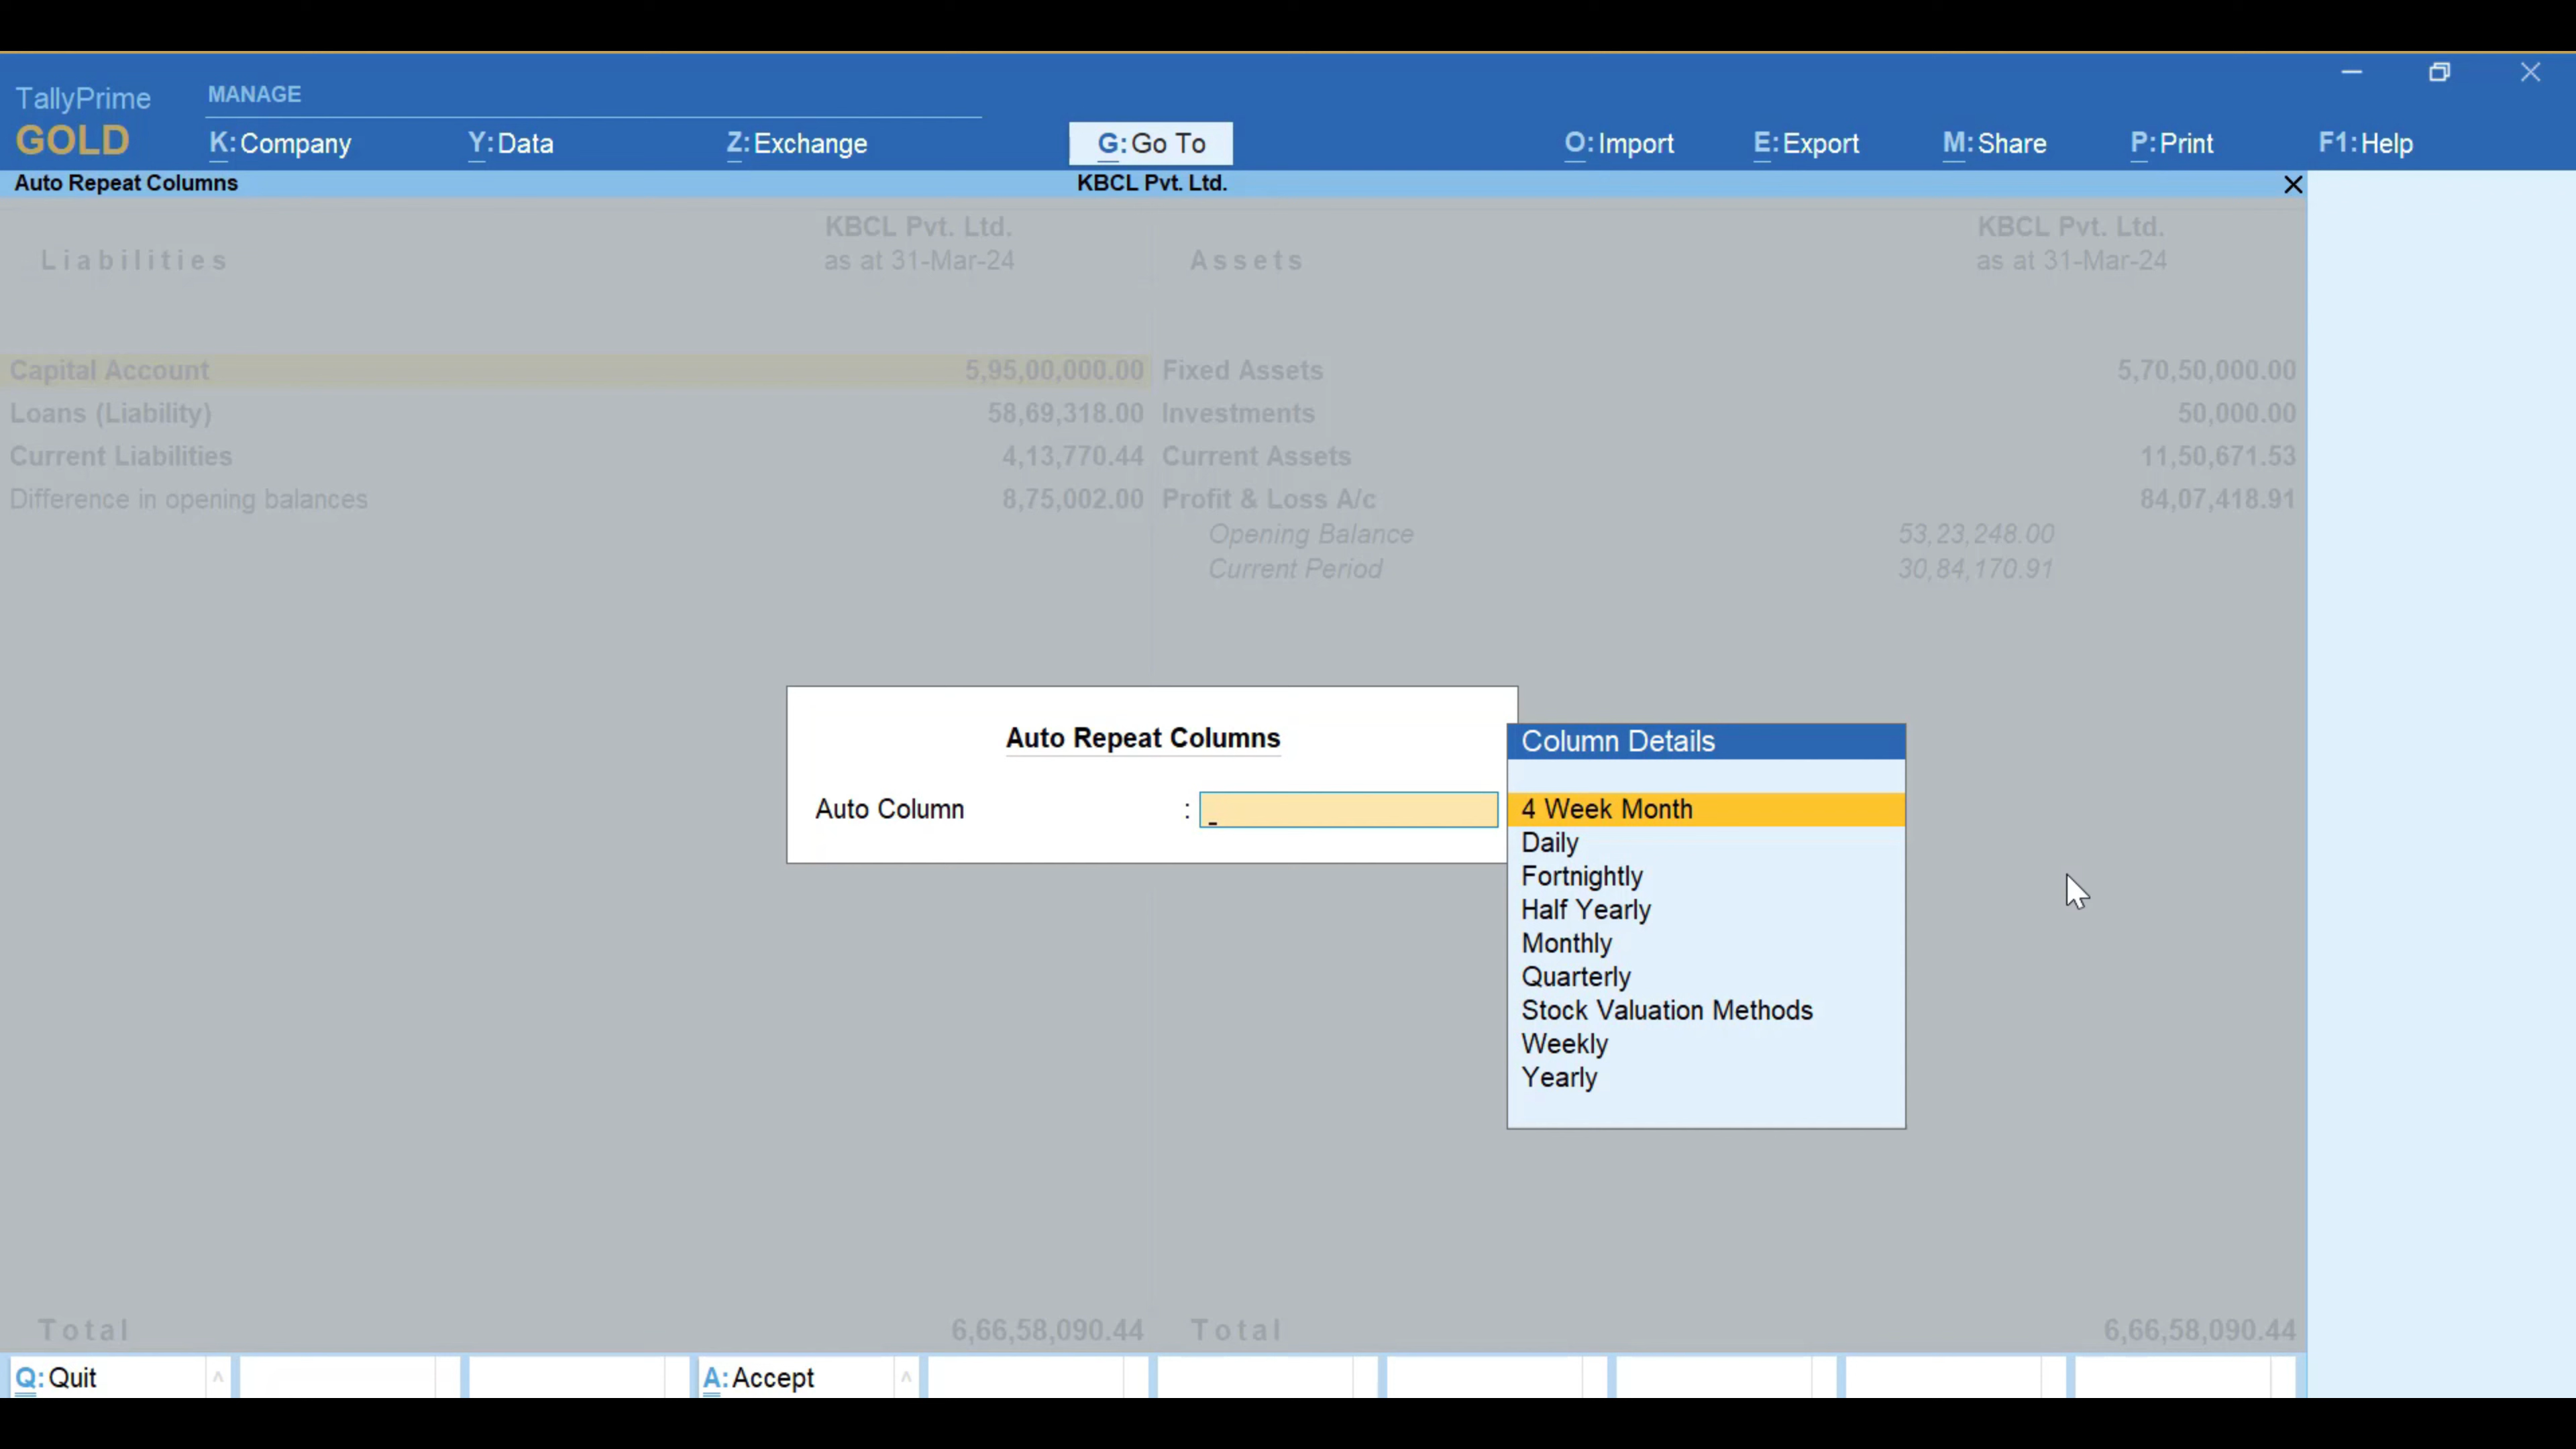 TallyPrime
GOLD
MANAGE
K: Company Y: Data Z: Exchange G: Go To O: Import E: Export M: Share P: Print F1: Help
Auto Repeat Columns KBCL Pvt. Ltd.
KBCL Pvt. Ltd. KBCL Pvt. Ltd.
Liabilities as at 31-Mar-24 Assets as at 31-Mar-24
Capital Account 5,95,00,000.00 Fixed Assets 5,70,50,000.00
Loans (Liability) 58,69,318.00 Investments 50,000.00
Current Liabilities 4,13,770.44 Current Assets 11,50,671.53
Difference in opening balances 8,75,002.00 Profit & Loss A/c 84,07,418.91
Opening Balance 53,23,248.00
Current Period 30,84,170.91
Auto Repeat Columns
Auto Column :
Column Details
4 Week Month
Daily
Fortnightly
Half Yearly
Monthly
Quarterly
Stock Valuation Methods
Weekly
Yearly
Total 6,66,58,090.44 Total 6,66,58,090.44
Q: Quit A: Accept